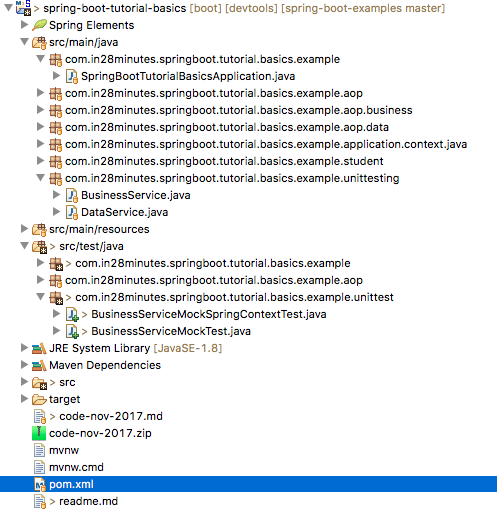 > spring-boot-tutorial-basics [boot] [devtools] [spring-boot-examples master]
Spring Elements
src/main/java
com.in28minutes.springboot.tutorial.basics.example
SpringBootTutorialBasicsApplication.java
com.in28minutes.springboot.tutorial.basics.example.aop
com.in28minutes.springboot.tutorial.basics.example.aop.business
com.in28minutes.springboot.tutorial.basics.example.aop.data
com.in28minutes.springboot.tutorial.basics.example.application.context.java
com.in28minutes.springboot.tutorial.basics.example.student
com.in28minutes.springboot.tutorial.basics.example.unittesting
BusinessService.java
DataService.java
src/main/resources
> src/test/java
> com.in28minutes.springboot.tutorial.basics.example
com.in28minutes.springboot.tutorial.basics.example.aop
> com.in28minutes.springboot.tutorial.basics.example.unittest
> BusinessServiceMockSpringContextTest.java
> BusinessServiceMockTest.java
JRE System Library [JavaSE-1.8]
Maven Dependencies
> src
target
> code-nov-2017.md
code-nov-2017.zip
mvnw
mvnw.cmd
pom.xml
> readme.md